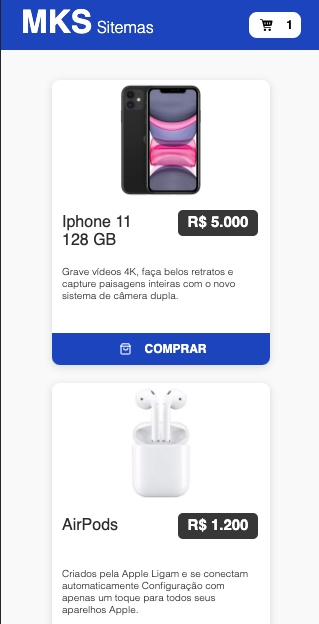 MKS Sitemas
1
Iphone 11
128 GB
R$ 5.000
Grave vídeos 4K, faça belos retratos e
capture paisagens inteiras com o novo
sistema de câmera dupla.
COMPRAR
AirPods
R$ 1.200
Criados pela Apple Ligam e se conectam
automaticamente Configuração com
apenas um toque para todos seus
aparelhos Apple.